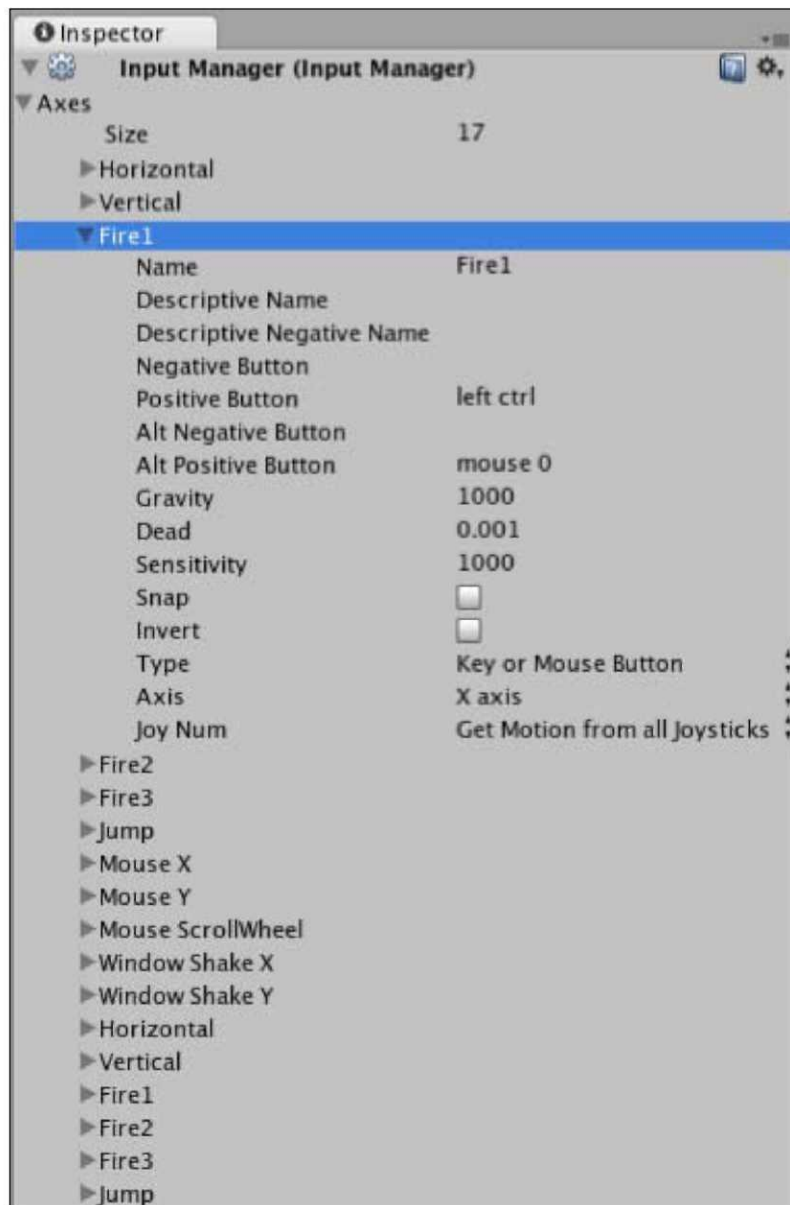 Inspector
Input Manager (Input Manager)
Axes
Size 17
Horizontal
Vertical
Fire1
Name Fire1
Descriptive Name
Descriptive Negative Name
Negative Button
Positive Button left ctrl
Alt Negative Button
Alt Positive Button mouse 0
Gravity 1000
Dead 0.001
Sensitivity 1000
Snap
Invert
Type Key or Mouse Button
Axis X axis
Joy Num Get Motion from all Joysticks
Fire2
Fire3
Jump
Mouse X
Mouse Y
Mouse ScrollWheel
Window Shake X
Window Shake Y
Horizontal
Vertical
Fire1
Fire2
Fire3
Jump